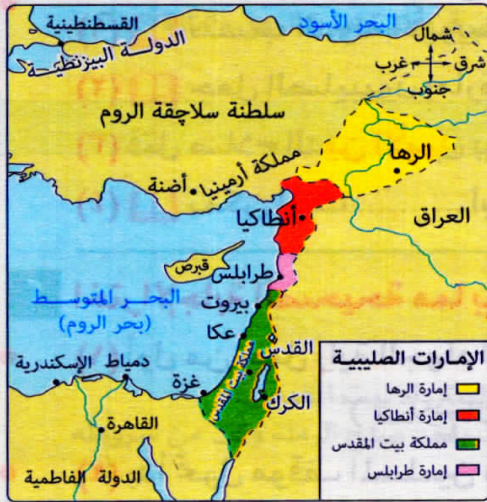 البحر الأسود
القسطنطينية
الدولة البيزنطية
شمال
شرق
غرب
جنوب
سلطنة سلاجقة الروم
الرها
مملكة أرمينيا
أضنة
أنطاكيا
العراق
قبرص
طرابلس
البحر المتوسط
(بحر الروم)
بيروت
عكا
القدس
مملكة بيت المقدس
دمياط
الإسكندرية
غزة
الكرك
القاهرة
الدولة الفاطمية
الإمارات الصليبية
إمارة الرها
إمارة أنطاكيا
مملكة بيت المقدس
إمارة طرابلس